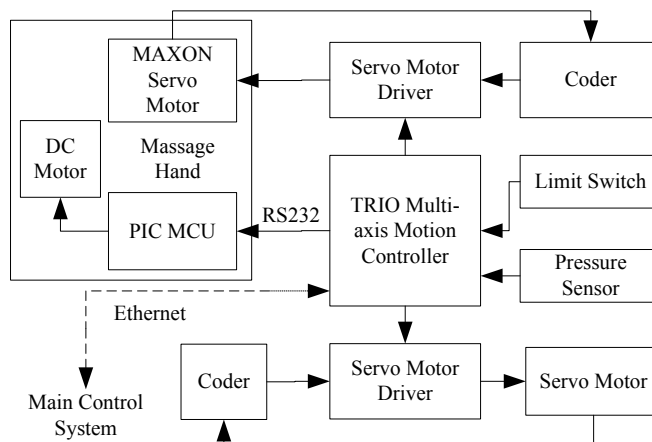 MAXON
Servo
Motor
Servo Motor
Driver
Coder
DC
Motor
Massage
Hand
PIC MCU
RS232
TRIO Multi-
axis Motion
Controller
Limit Switch
Pressure
Sensor
Ethernet
Main Control
System
Coder
Servo Motor
Driver
Servo Motor